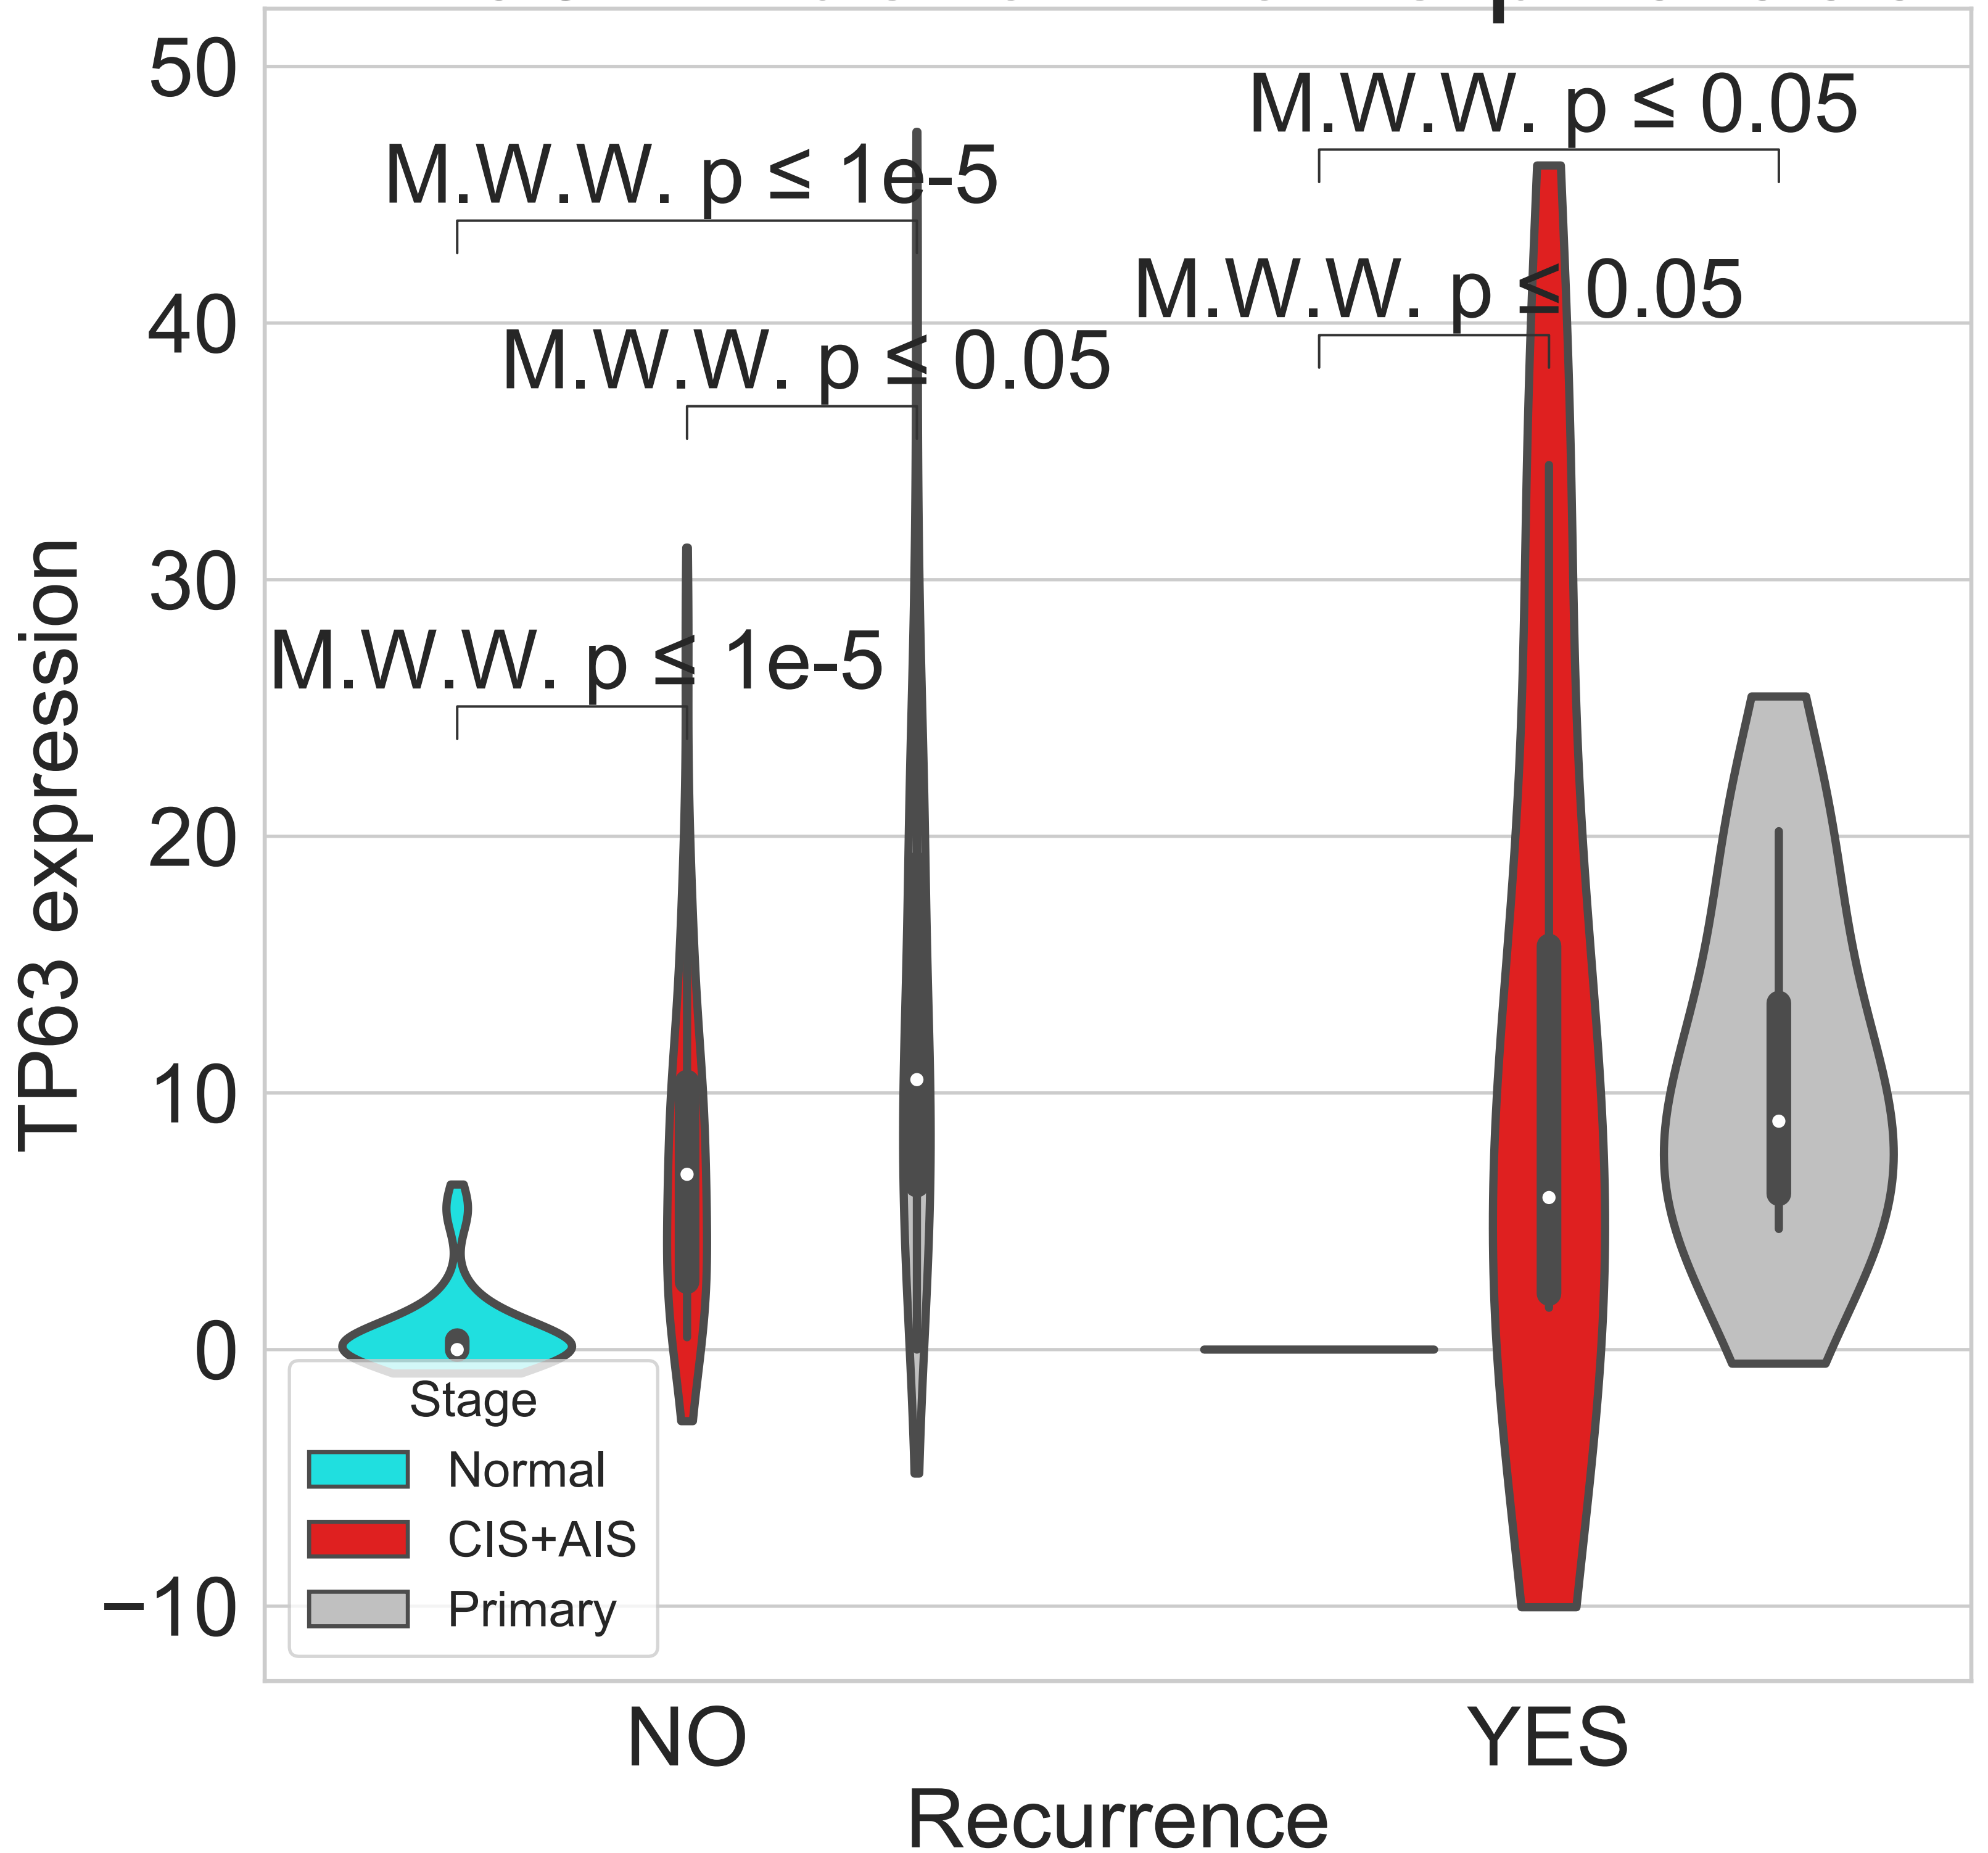 50
M.W.W. p ≤ 0.05
M.W.W. p ≤ 1e-5
40
M.W.W. p ≤ 0.05
M.W.W. p ≤ 0.05
30
M.W.W. p ≤ 1e-5
20
10
0
−10
TP63 expression
Stage
Normal
CIS+AIS
Primary
NO
YES
Recurrence